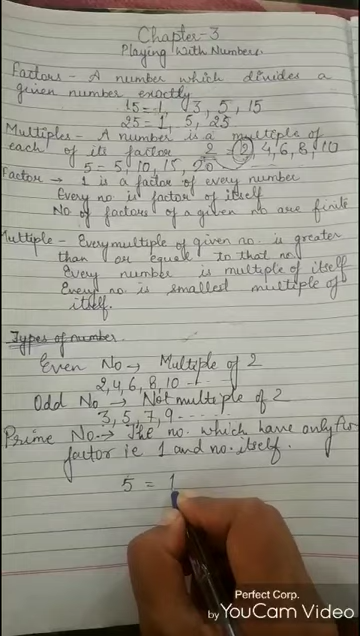 Chapter-3
Playing With Numbers
Factors - A number which divides a
given number exactly
15 = 1, 3, 5, 15
25 = 1, 5, 25
Multiples - A number is a multiple of
each of its factor 2 = 2, 4, 6, 8, 10
5 = 5, 10, 15, 20
Factor → 1 is a factor of every number
Every no. is factor of itself
No. of factors of a given no are finite
Multiple - Every multiple of given no. is greater
than or equal to that no.
Every number is multiple of itself
Every no. is smallest multiple of
itself.
Types of number
Even No → Multiple of 2
2, 4, 6, 8, 10 - - -
Odd No → Not multiple of 2
3, 5, 7, 9 - - - - -
Prime No. → The no. which have only
factor ie 1 and no. itself.
5 = 1
Perfect Corp.
by YouCam Video